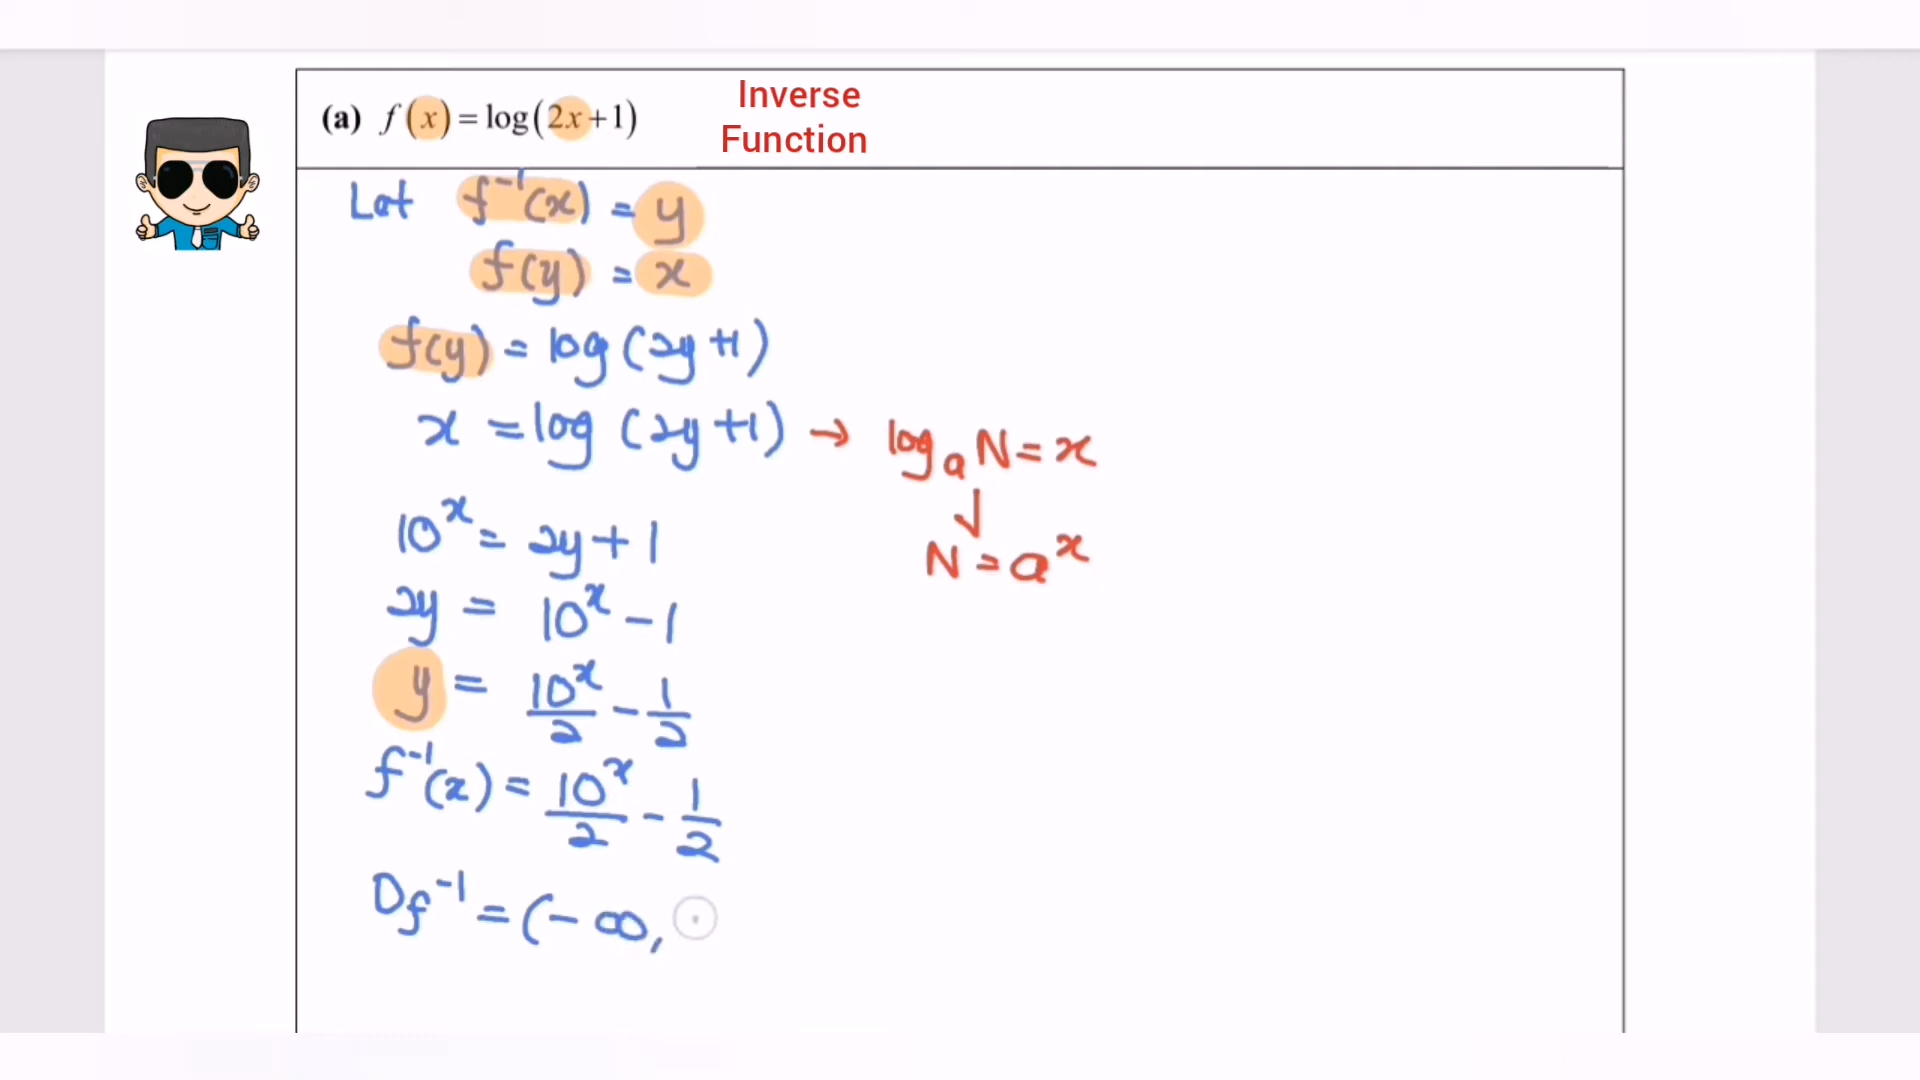 (a) f(x) = log(2x+1)
Inverse
Function
Let f⁻¹(x) = y
f(y) = x
f(y) = log(2y+1)
x = log(2y+1) → logₐ N = x
↓
N = aˣ
10ˣ = 2y + 1
2y = 10ˣ - 1
y = 10ˣ/2 - 1/2
f⁻¹(x) = 10ˣ/2 - 1/2
Df⁻¹ = (-∞,